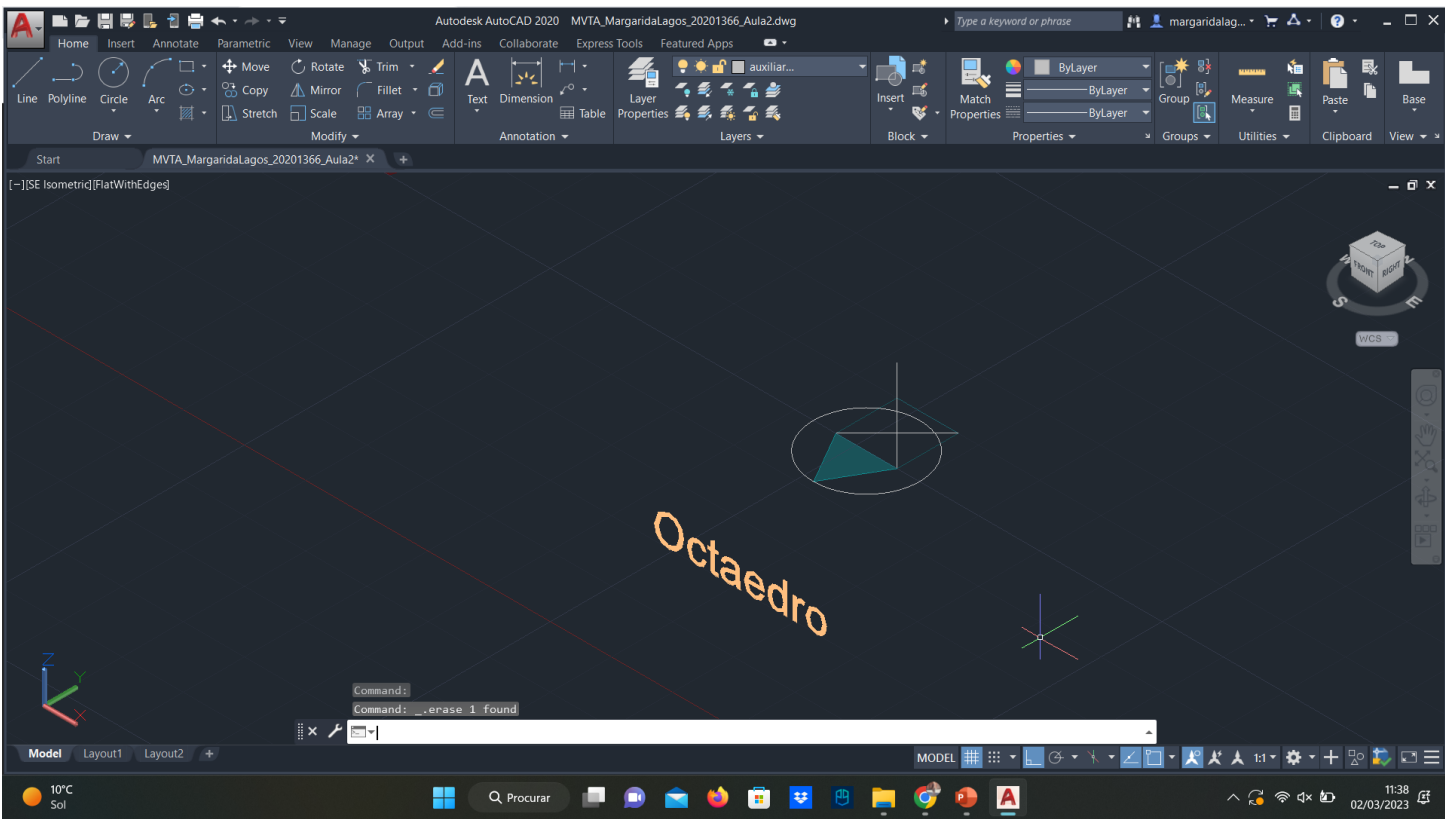 Autodesk AutoCAD 2020 MVTA_MargaridaLagos_20201366_Aula2.dwg
Type a keyword or phrase
margaridalag...
Home Insert Annotate Parametric View Manage Output Add-ins Collaborate Express Tools Featured Apps
Line Polyline Circle Arc
Draw
Move Rotate Trim
Copy Mirror Fillet
Stretch Scale Array
Modify
Text Dimension
Table
Annotation
Layer Properties
auxiliar...
Layers
Insert
Block
Match Properties
ByLayer
ByLayer
ByLayer
Properties
Group
Groups
Measure
Utilities
Paste
Clipboard
Base
View
Start MVTA_MargaridaLagos_20201366_Aula2*
[−][SE Isometric][FlatWithEdges]
TOP
FRONT RIGHT
W N
S E
WCS
Octaedro
Z
Y
X
Command:
Command: _.erase 1 found
Model Layout1 Layout2 +
MODEL
1:1
10°C
Sol
Procurar
11:38
02/03/2023